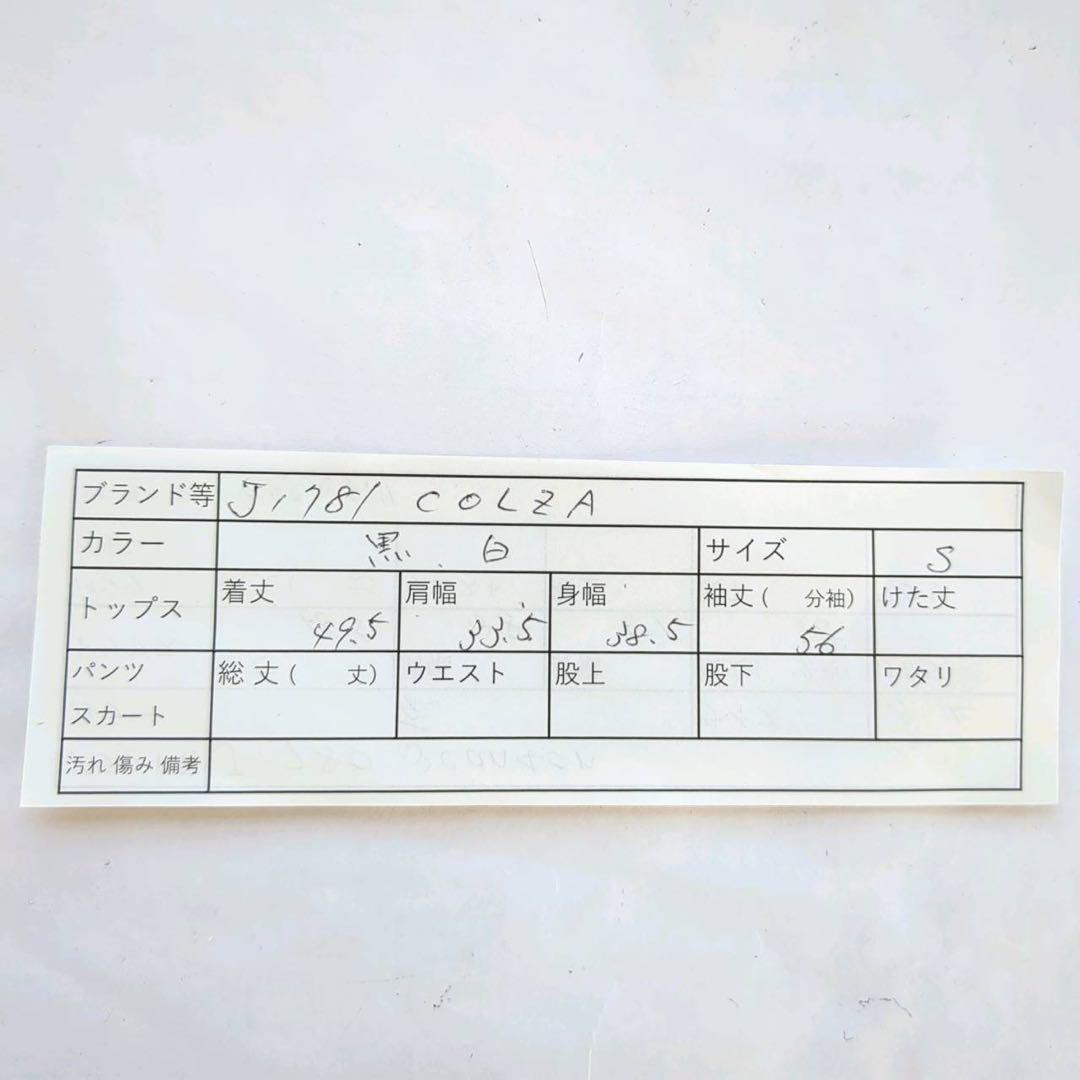 ブランド等 J1781 COLZA
カラー 黒、白 サイズ S
トップス 着丈 49.5 肩幅 33.5 身幅 38.5 袖丈( 分袖) 56 けた丈
パンツ スカート 総丈( 丈) ウエスト 股上 股下 ワタリ
汚れ 傷み 備考